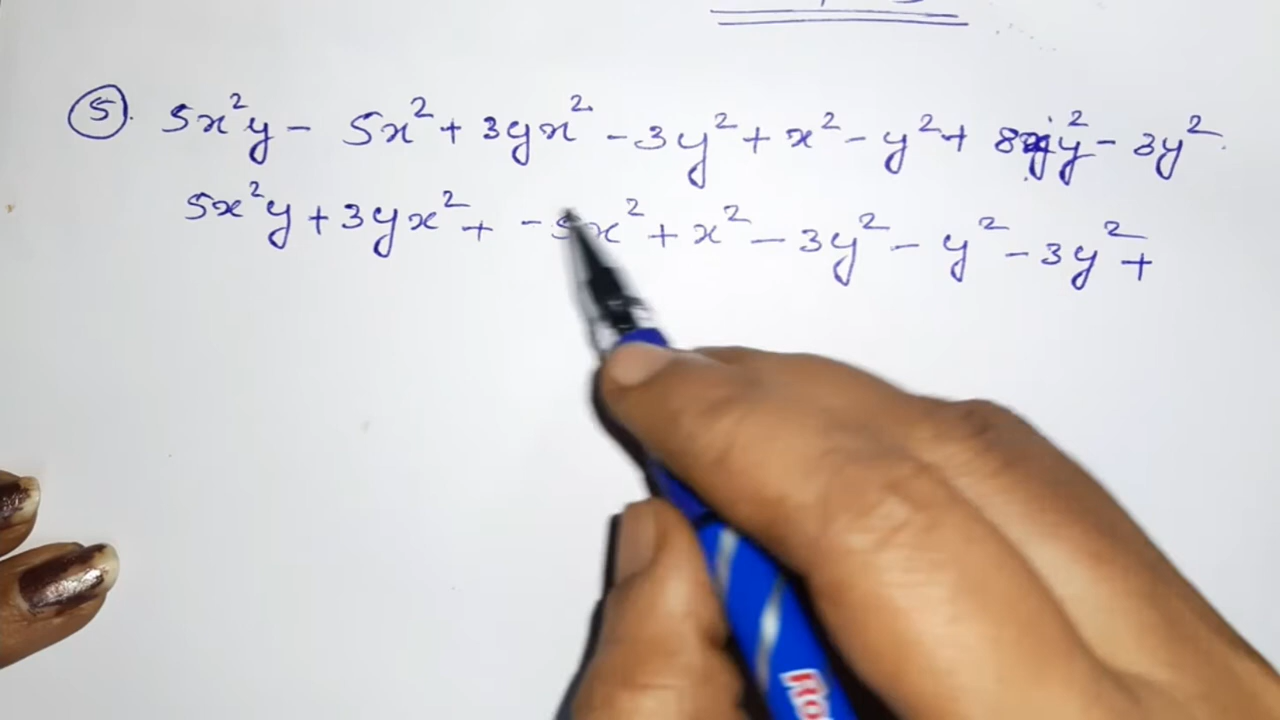 ⑤. 5x²y - 5x² + 3yx² - 3y² + x² - y² + 8xy² - 3y².
5x²y + 3yx² + - 5x² + x² - 3y² - y² - 3y² +